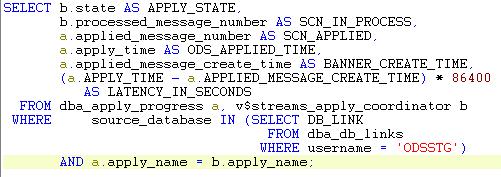 SELECT b.state AS APPLY_STATE,
b.processed_message_number AS SCN_IN_PROCESS,
a.applied_message_number AS SCN_APPLIED,
a.apply_time AS ODS_APPLIED_TIME,
a.applied_message_create_time AS BANNER_CREATE_TIME,
(a.APPLY_TIME - a.APPLIED_MESSAGE_CREATE_TIME) * 86400
AS LATENCY_IN_SECONDS
FROM dba_apply_progress a, v$streams_apply_coordinator b
WHERE source_database IN (SELECT DB_LINK
FROM dba_db_links
WHERE username = 'ODSSTG')
AND a.apply_name = b.apply_name;